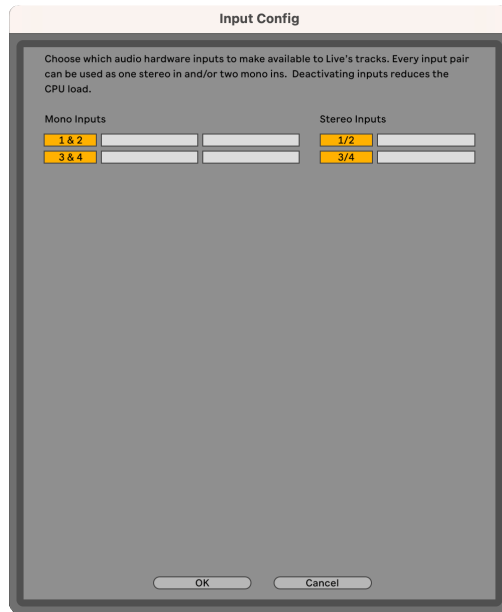 Input Config
Choose which audio hardware inputs to make available to Live's tracks. Every input pair
can be used as one stereo in and/or two mono ins.  Deactivating inputs reduces the
CPU load.
Mono Inputs
Stereo Inputs
1 & 2
1/2
3 & 4
3/4
OK
Cancel